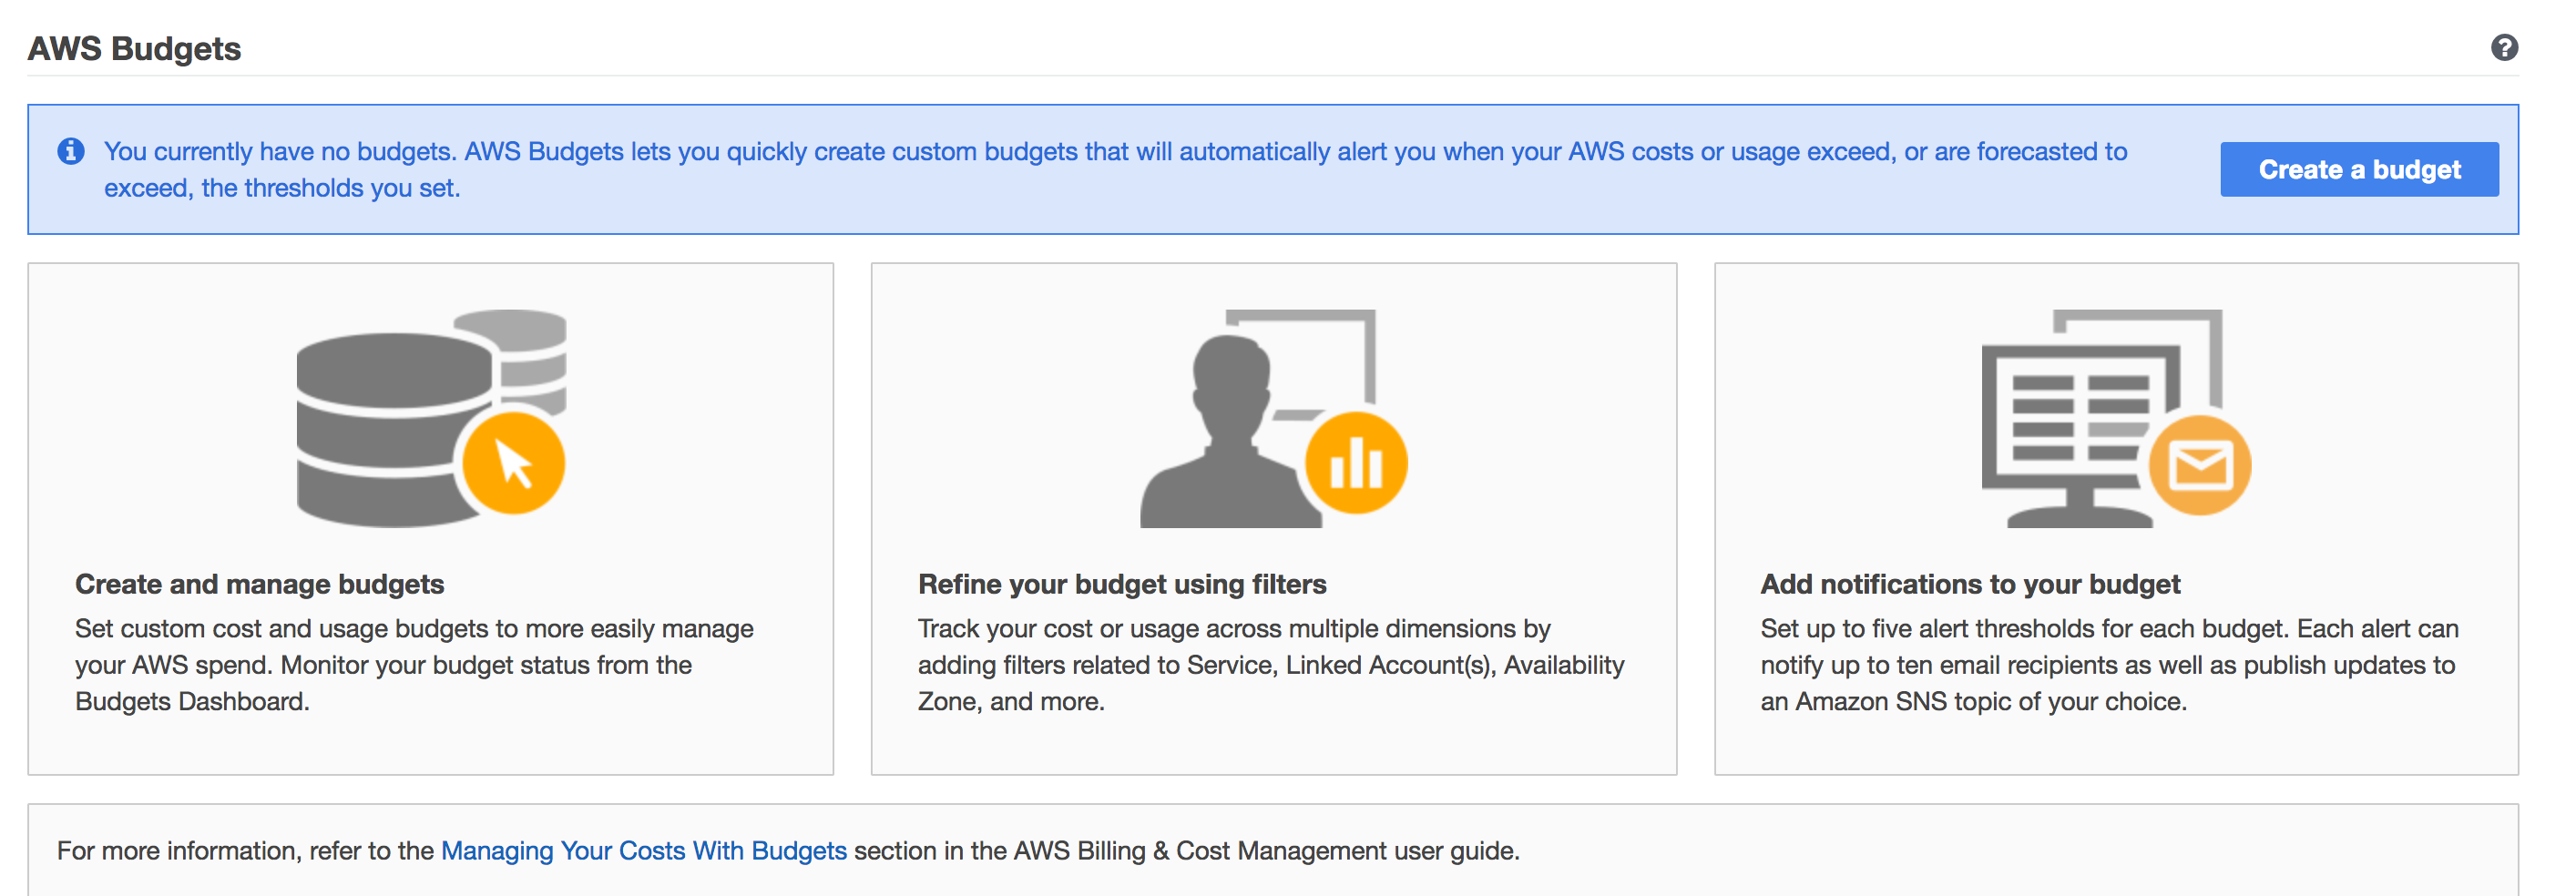 AWS Budgets
You currently have no budgets. AWS Budgets lets you quickly create custom budgets that will automatically alert you when your AWS costs or usage exceed, or are forecasted to
exceed, the thresholds you set.
Create a budget
Create and manage budgets
Set custom cost and usage budgets to more easily manage
your AWS spend. Monitor your budget status from the
Budgets Dashboard.
Refine your budget using filters
Track your cost or usage across multiple dimensions by
adding filters related to Service, Linked Account(s), Availability
Zone, and more.
Add notifications to your budget
Set up to five alert thresholds for each budget. Each alert can
notify up to ten email recipients as well as publish updates to
an Amazon SNS topic of your choice.
For more information, refer to the Managing Your Costs With Budgets section in the AWS Billing & Cost Management user guide.